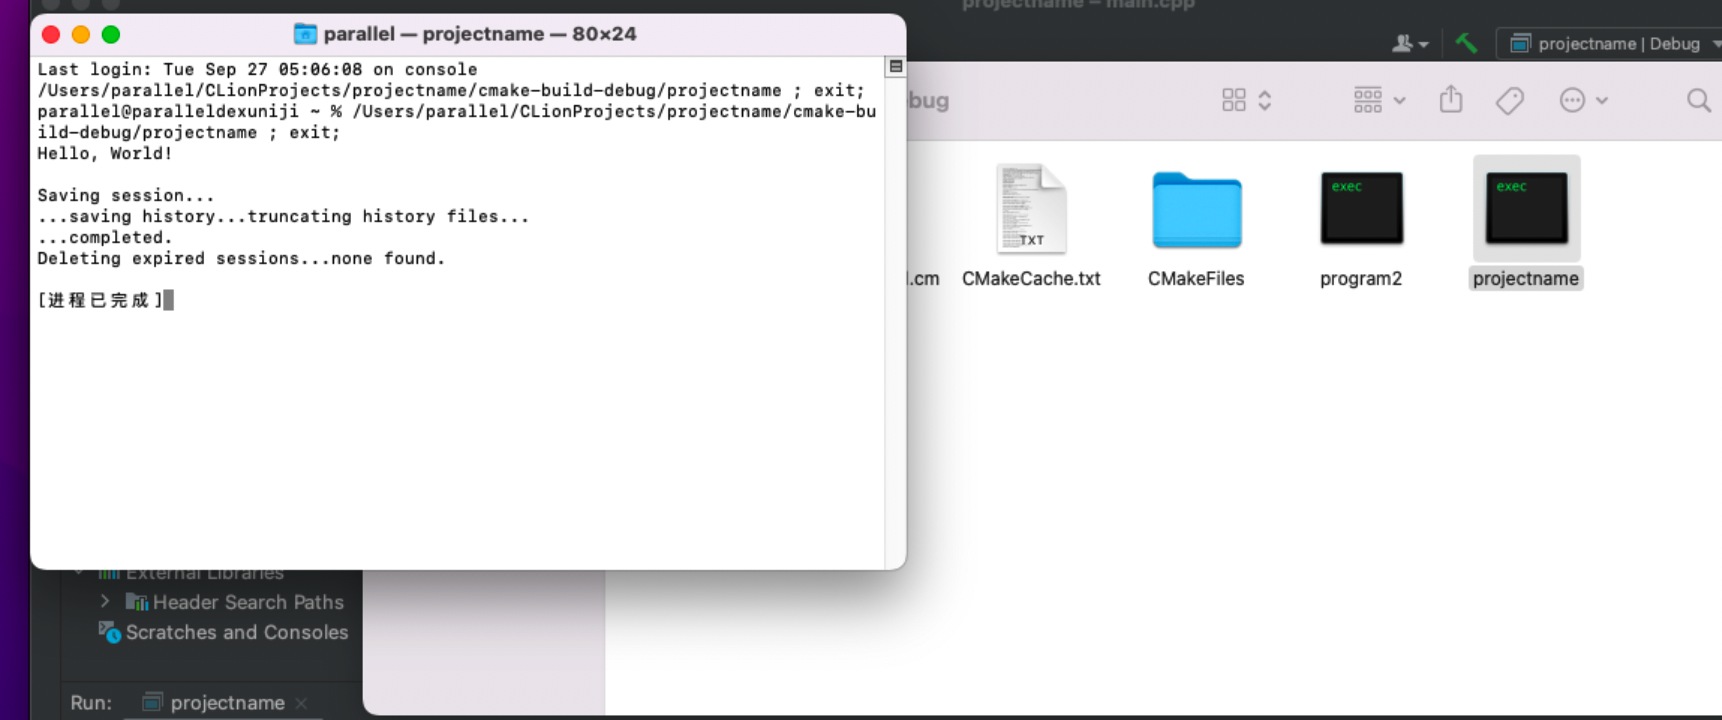 projectname – main.cpp
parallel — projectname — 80×24
projectname | Debug
Last login: Tue Sep 27 05:06:08 on console
/Users/parallel/CLionProjects/projectname/cmake-build-debug/projectname ; exit;
parallel@paralleldexuniji ~ % /Users/parallel/CLionProjects/projectname/cmake-bu
ild-debug/projectname ; exit;
Hello, World!
Saving session...
...saving history...truncating history files...
...completed.
Deleting expired sessions...none found.
[进程已完成]
bug
exec
exec
TXT
l.cm
CMakeCache.txt
CMakeFiles
program2
projectname
External Libraries
Header Search Paths
Scratches and Consoles
Run:
projectname